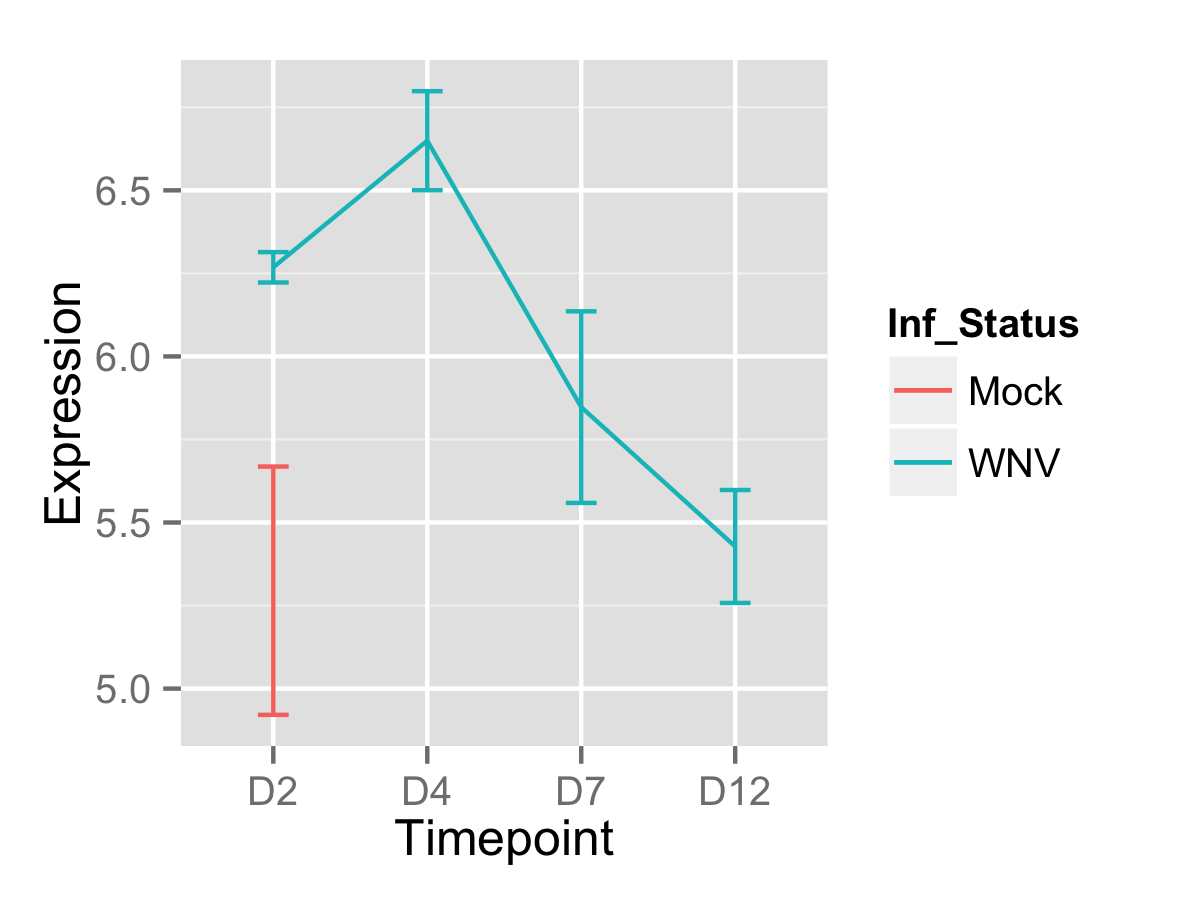 Expression
6.5
6.0
5.5
5.0
D2 D4 D7 D12
Timepoint
Inf_Status
Mock
WNV